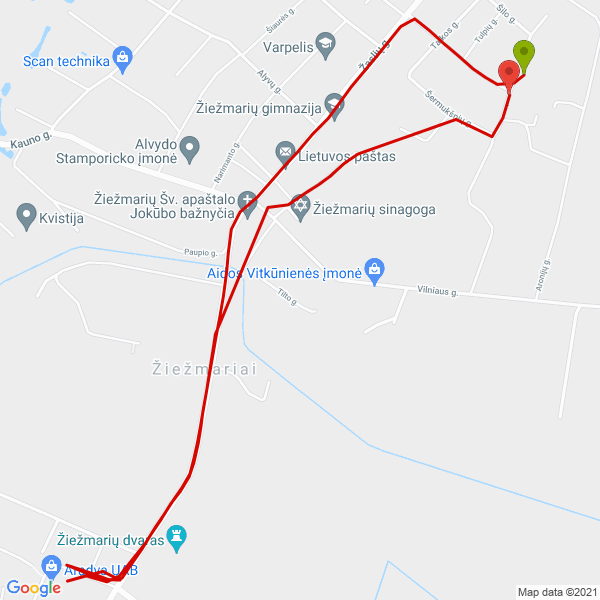 Šiaurės g.
Varpelis
Žaslių g.
Taikos g.
Tulpių g.
Šilo g.
Scan technika
Alyvų g.
Žiežmarių gimnazija
Šermukšnių g.
Kauno g.
Alvydo
Stamporicko įmonė
Narimanto g.
Lietuvos paštas
Žiežmarių Šv. apaštalo
Jokūbo bažnyčia
Žiežmarių sinagoga
Kvistija
Paupio g.
Aidos Vitkūnienės įmonė
Vilniaus g.
Aronijų g.
Tilto g.
Žiežmariai
Žiežmarių dvaras
Aradva UAB
Google
Map data ©2021